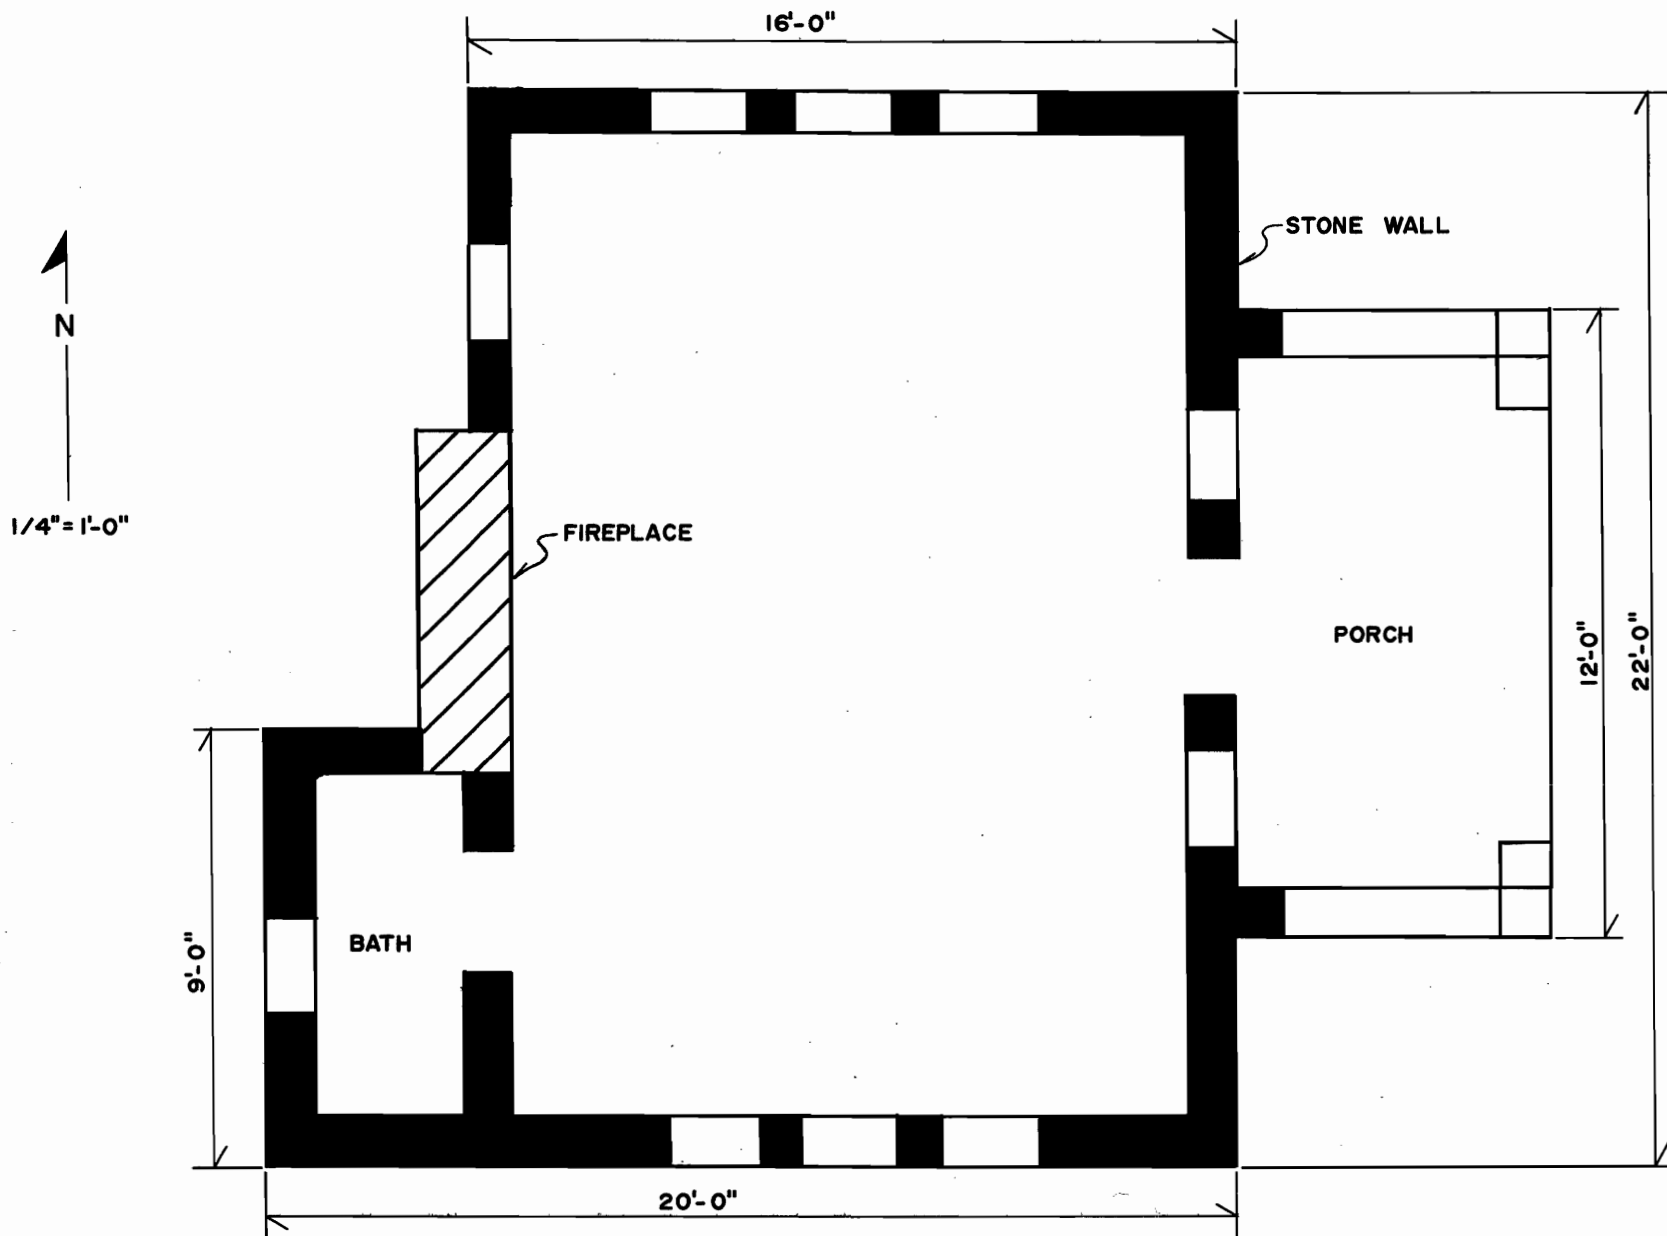 16'-0"
STONE WALL
N
1/4"=1'-0"
FIREPLACE
PORCH
12'-0"
22'-0"
BATH
9'-0"
20'-0"